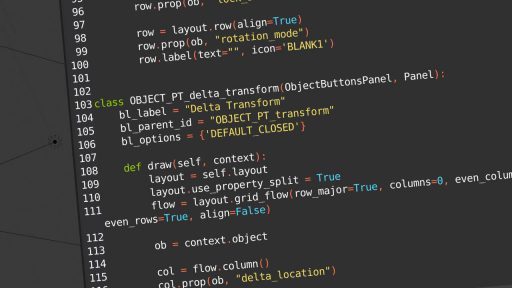 95 row.prop(ob,
96
97 row = layout.row(align=True)
98 row.prop(ob, "rotation_mode")
99 row.label(text="", icon='BLANK1')
100
101
102
103 class OBJECT_PT_delta_transform(ObjectButtonsPanel, Panel):
104 bl_label = "Delta Transform"
105 bl_parent_id = "OBJECT_PT_transform"
106 bl_options = {'DEFAULT_CLOSED'}
107
108 def draw(self, context):
109 layout = self.layout
110 layout.use_property_split = True
111 flow = layout.grid_flow(row_major=True, columns=0, even_colum
even_rows=True, align=False)
112
113 ob = context.object
114
115 col = flow.column()
col.prop(ob, "delta_location")